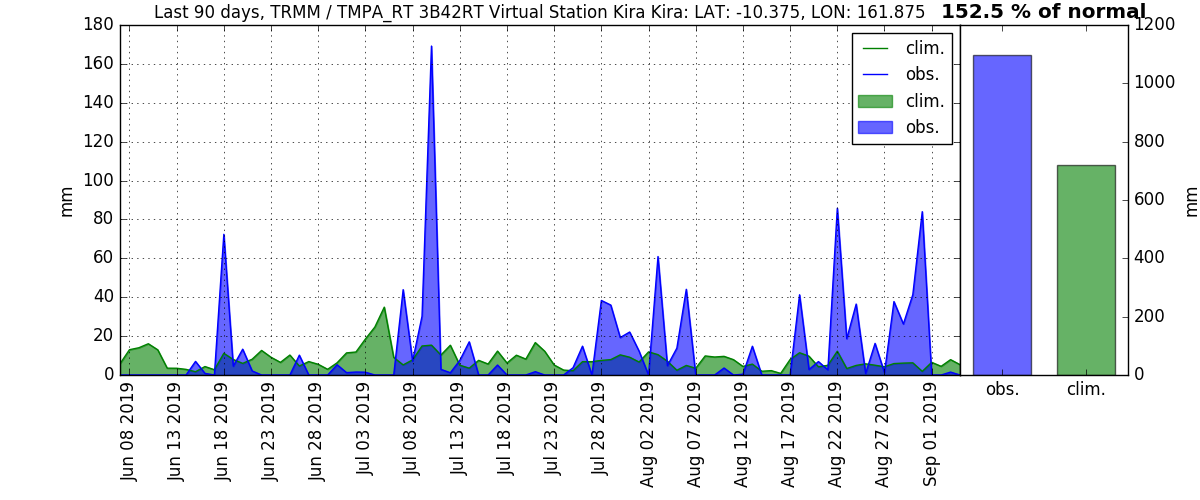 Last 90 days, TRMM / TMPA_RT 3B42RT Virtual Station Kira Kira: LAT: -10.375, LON: 161.875
152.5 % of normal
180
160
140
120
100
80
60
40
20
0
mm
clim.
obs.
clim.
obs.
Jun 08 2019
Jun 13 2019
Jun 18 2019
Jun 23 2019
Jun 28 2019
Jul 03 2019
Jul 08 2019
Jul 13 2019
Jul 18 2019
Jul 23 2019
Jul 28 2019
Aug 02 2019
Aug 07 2019
Aug 12 2019
Aug 17 2019
Aug 22 2019
Aug 27 2019
Sep 01 2019
1200
1000
800
600
400
200
0
mm
obs.
clim.